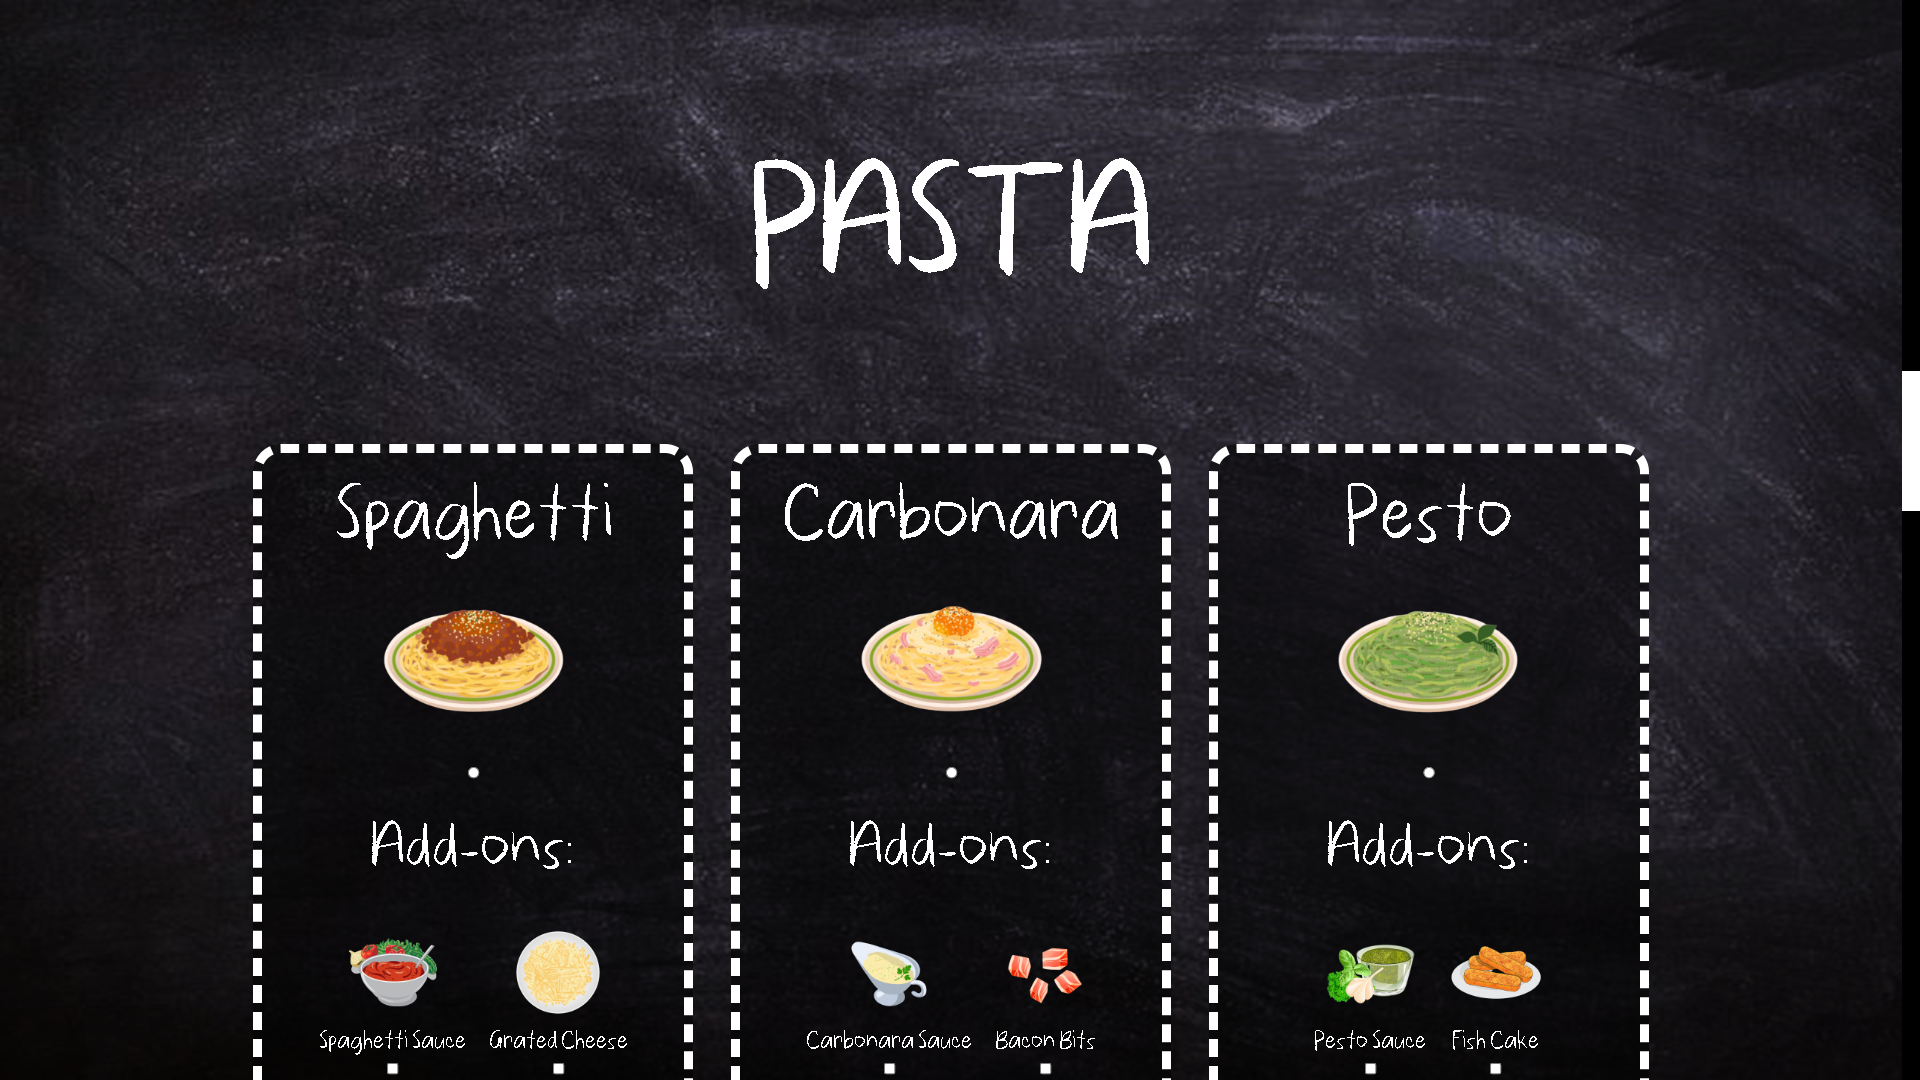 PASTA
Spaghetti
Carbonara
Pesto
Add-ons:
Add-ons:
Add-ons:
Spaghetti Sauce
Grated Cheese
Carbonara Sauce
Bacon Bits
Pesto Sauce
Fish Cake